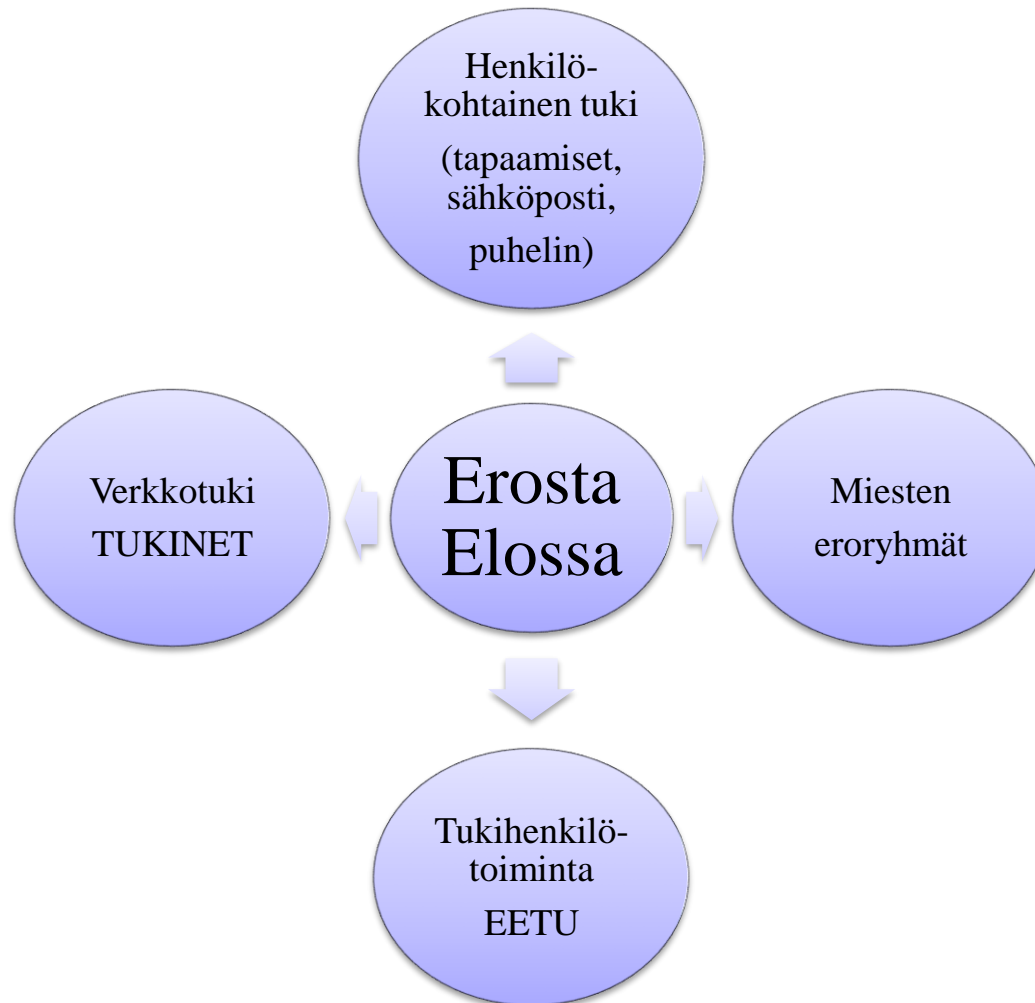 Henkilö-
kohtainen tuki
(tapaamiset,
sähköposti,
puhelin)
Verkkotuki
TUKINET
Erosta
Elossa
Miesten
eroryhmät
Tukihenkilö-
toiminta
EETU